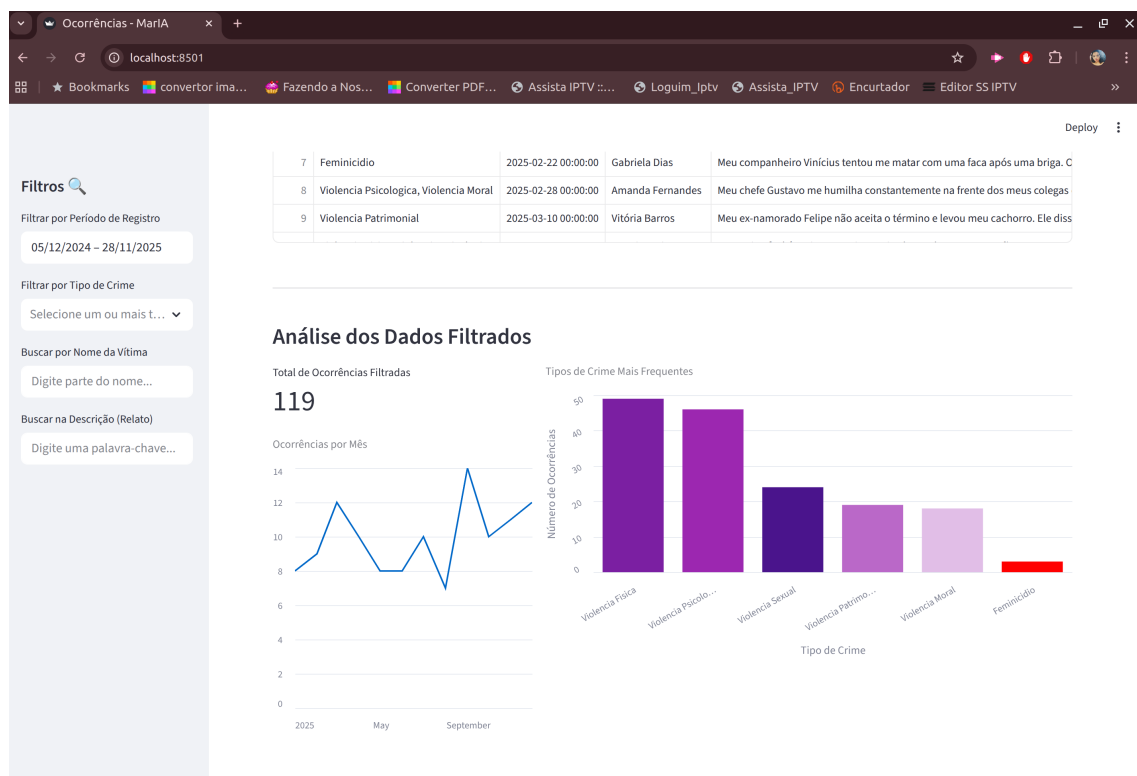 Ocorrências - MarIA
localhost:8501
Bookmarks convertor ima... Fazendo a Nos... Converter PDF... Assista IPTV ::... Loguim_Iptv Assista_IPTV Encurtador Editor SS IPTV »
Deploy
Filtros
Filtrar por Período de Registro
05/12/2024 – 28/11/2025
Filtrar por Tipo de Crime
Selecione um ou mais t...
Buscar por Nome da Vítima
Digite parte do nome...
Buscar na Descrição (Relato)
Digite uma palavra-chave...
7 Feminicidio 2025-02-22 00:00:00 Gabriela Dias Meu companheiro Vinícius tentou me matar com uma faca após uma briga.
8 Violencia Psicologica, Violencia Moral 2025-02-28 00:00:00 Amanda Fernandes Meu chefe Gustavo me humilha constantemente na frente dos meus colegas
9 Violencia Patrimonial 2025-03-10 00:00:00 Vitória Barros Meu ex-namorado Felipe não aceita o término e levou meu cachorro. Ele diss
Análise dos Dados Filtrados
Total de Ocorrências Filtradas
119
Ocorrências por Mês
14
12
10
8
6
4
2
0
2025 May September
Tipos de Crime Mais Frequentes
Número de Ocorrências
50
40
30
20
10
0
Violencia Fisica
Violencia Psicolo...
Violencia Sexual
Violencia Patrimo...
Violencia Moral
Feminicidio
Tipo de Crime